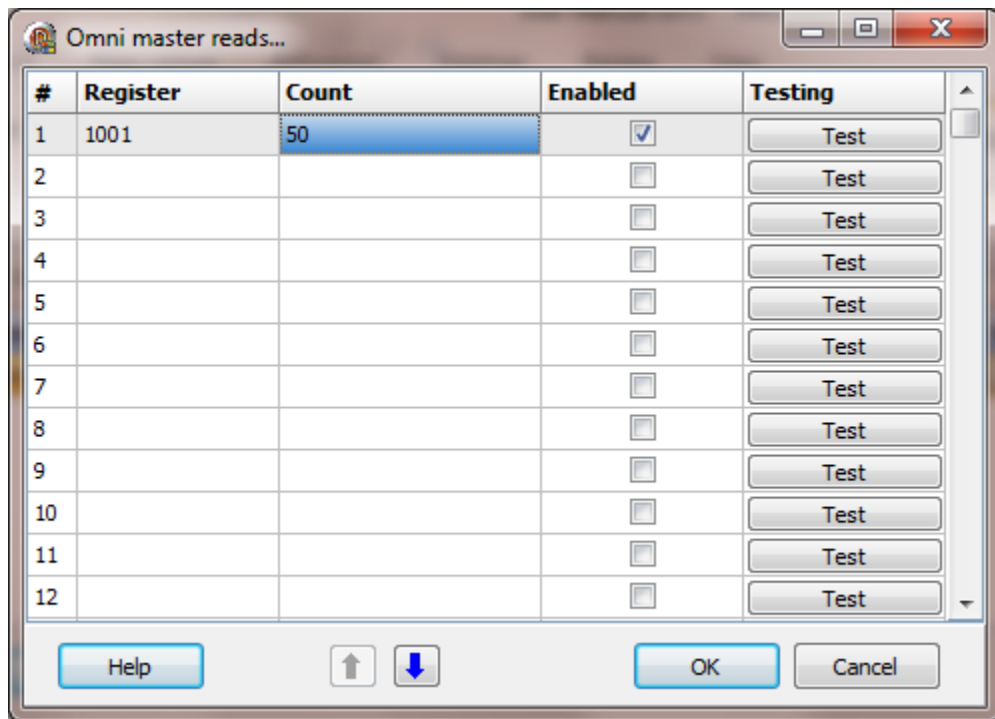 Omni master reads...
# Register Count Enabled Testing
1 1001 50 Test
2 Test
3 Test
4 Test
5 Test
6 Test
7 Test
8 Test
9 Test
10 Test
11 Test
12 Test
Help OK Cancel